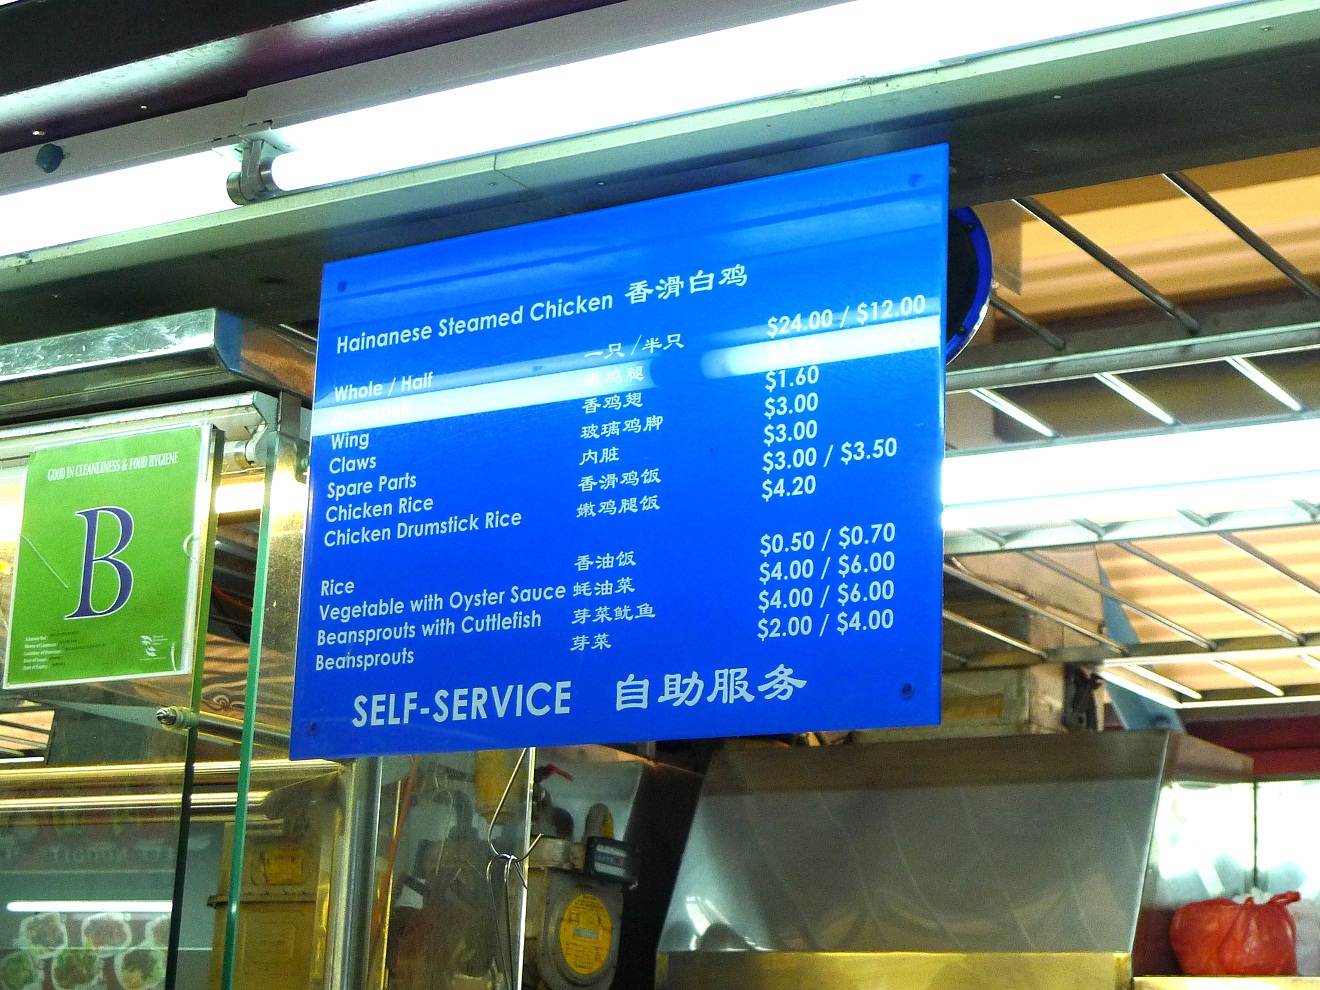 Hainanese Steamed Chicken 香滑白鸡
Whole / Half 一只/半只 $24.00 / $12.00
Drumstick 嫩鸡腿
Wing 香鸡翅 $1.60
Claws 玻璃鸡脚 $3.00
Spare Parts 内脏 $3.00
Chicken Rice 香滑鸡饭 $3.00 / $3.50
Chicken Drumstick Rice 嫩鸡腿饭 $4.20
Rice 香油饭 $0.50 / $0.70
Vegetable with Oyster Sauce 蚝油菜 $4.00 / $6.00
Beansprouts with Cuttlefish 芽菜鱿鱼 $4.00 / $6.00
Beansprouts 芽菜 $2.00 / $4.00
SELF-SERVICE 自助服务
GOOD IN CLEANLINESS & FOOD HYGIENE
B